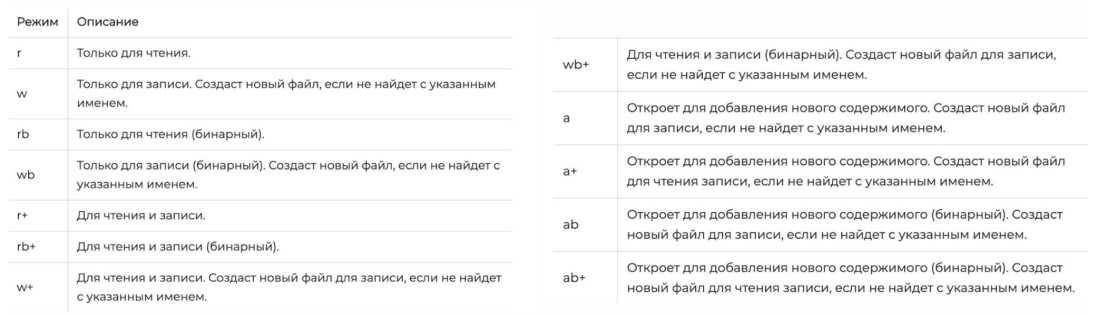 Режим Описание
r Только для чтения.
w Только для записи. Создаст новый файл, если не найдет с указанным
именем.
rb Только для чтения (бинарный).
wb Только для записи (бинарный). Создаст новый файл, если не найдет с
указанным именем.
r+ Для чтения и записи.
rb+ Для чтения и записи (бинарный).
w+ Для чтения и записи. Создаст новый файл для записи, если не найдет
с указанным именем.
wb+ Для чтения и записи (бинарный). Создаст новый файл для записи,
если не найдет с указанным именем.
a Откроет для добавления нового содержимого. Создаст новый файл
для записи, если не найдет с указанным именем.
a+ Откроет для добавления нового содержимого. Создаст новый файл
для чтения записи, если не найдет с указанным именем.
ab Откроет для добавления нового содержимого (бинарный). Создаст
новый файл для записи, если не найдет с указанным именем.
ab+ Откроет для добавления нового содержимого (бинарный). Создаст
новый файл для чтения записи, если не найдет с указанным именем.